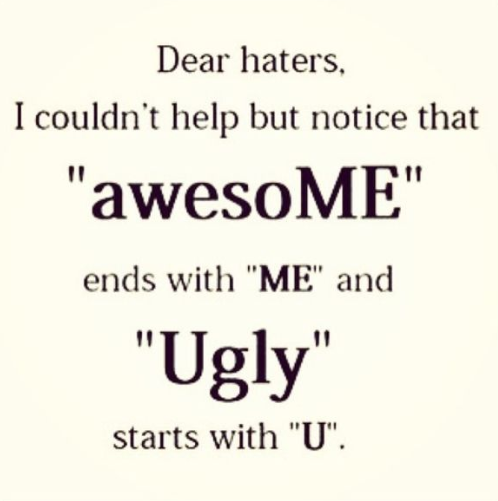 Dear haters,
I couldn't help but notice that
"awesoME"
ends with "ME" and
"Ugly"
starts with "U".